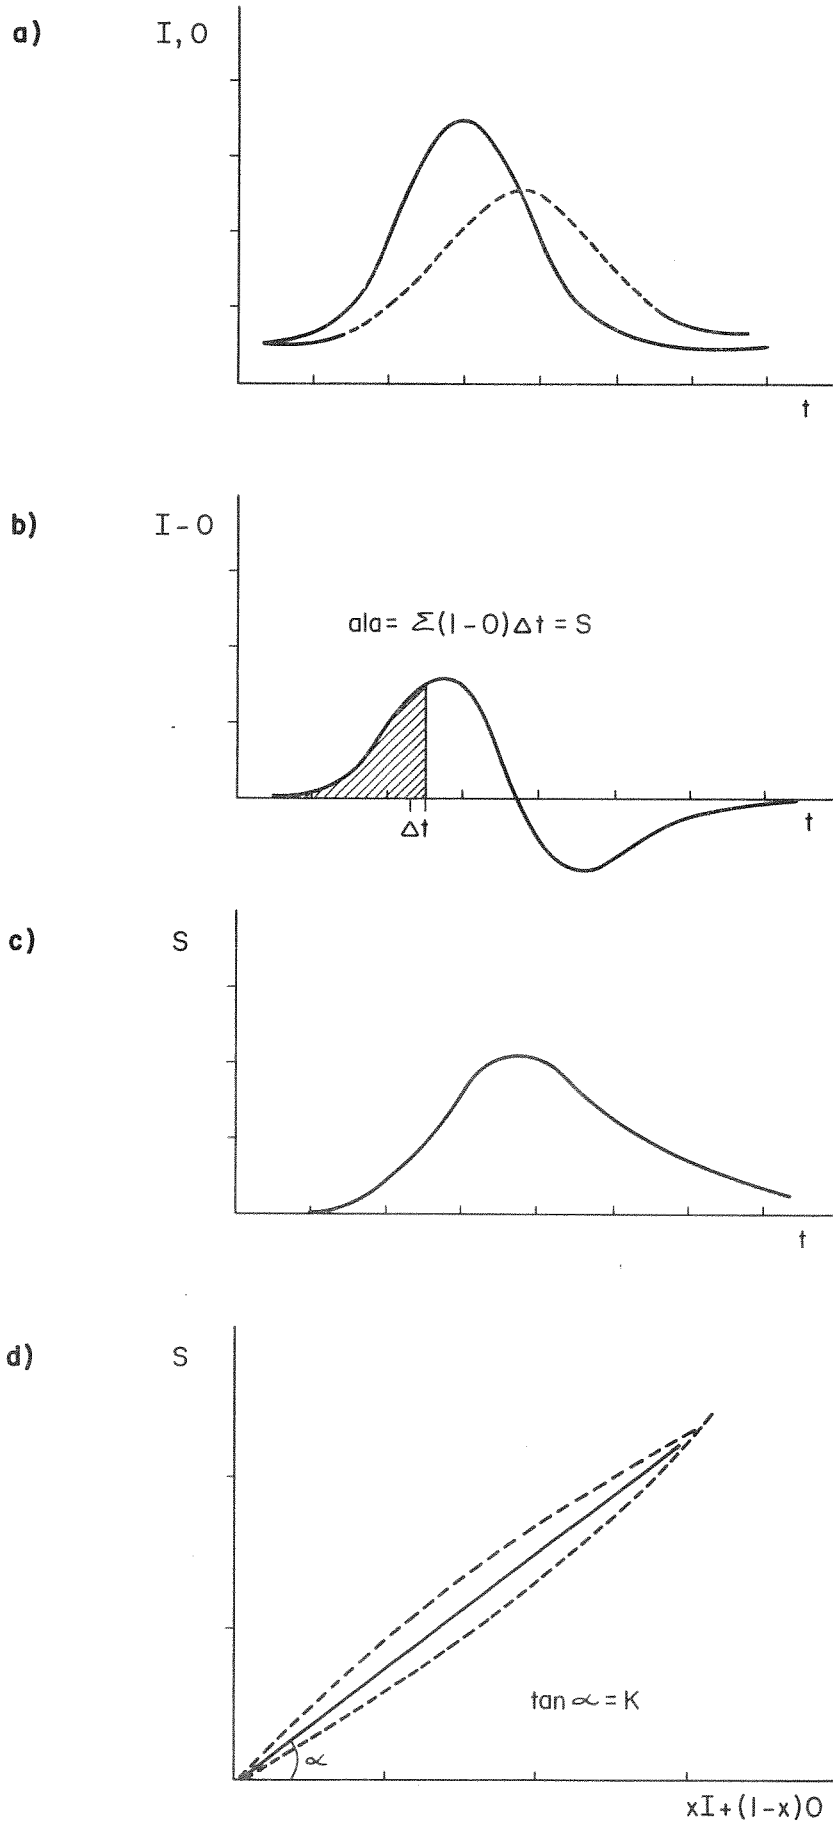 a) I, O
t
b) I - O
ala = Σ(I-O)Δt = S
Δt
t
c) S
t
d) S
tan ∝ = K
∝
xI+(I-x)O